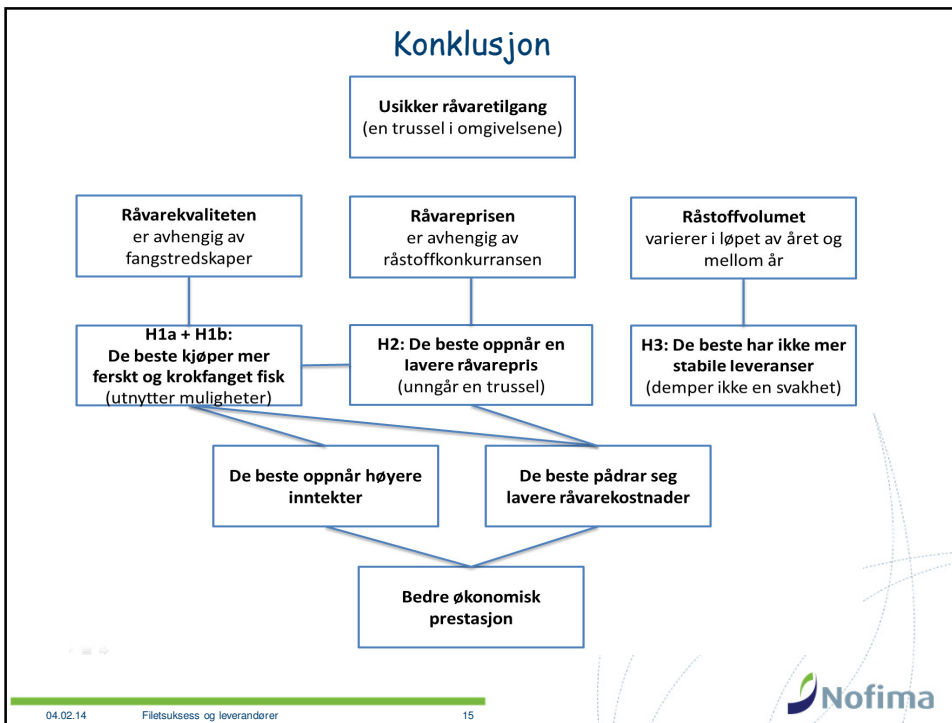 Konklusjon
Usikker råvaretilgang
(en trussel i omgivelsene)
Råvarekvaliteten
er avhengig av
fangstredskaper
Råvareprisen
er avhengig av
råstoffkonkurransen
Råstoffvolumet
varierer i løpet av året og
mellom år
H1a + H1b:
De beste kjøper mer
ferskt og krokfanget fisk
(utnytter muligheter)
H2: De beste oppnår en
lavere råvarepris
(unngår en trussel)
H3: De beste har ikke mer
stabile leveranser
(demper ikke en svakhet)
De beste oppnår høyere
inntekter
De beste pådrar seg
lavere råvarekostnader
Bedre økonomisk
prestasjon
04.02.14 Filetsuksess og leverandører 15
Nofima